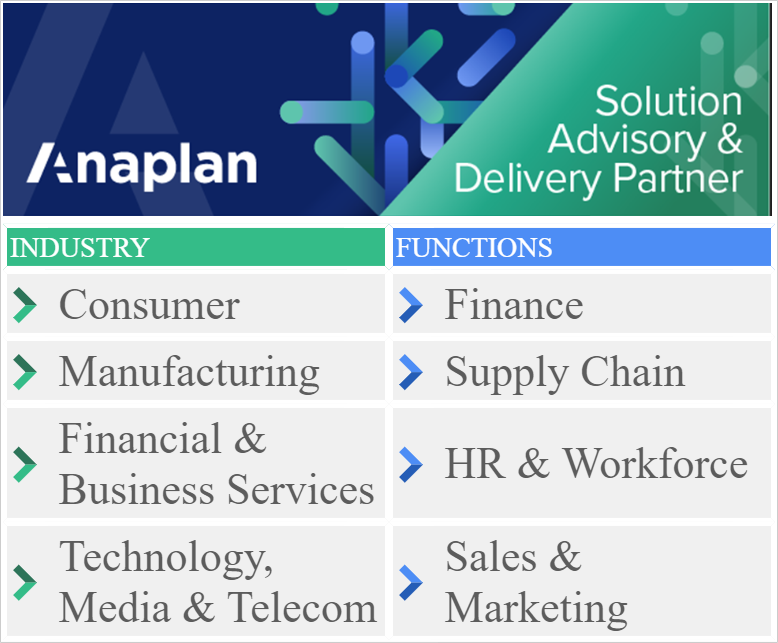 Anaplan
Solution
Advisory &
Delivery Partner
INDUSTRY
FUNCTIONS
Consumer
Finance
Manufacturing
Supply Chain
Financial &
Business Services
HR & Workforce
Technology,
Media & Telecom
Sales &
Marketing